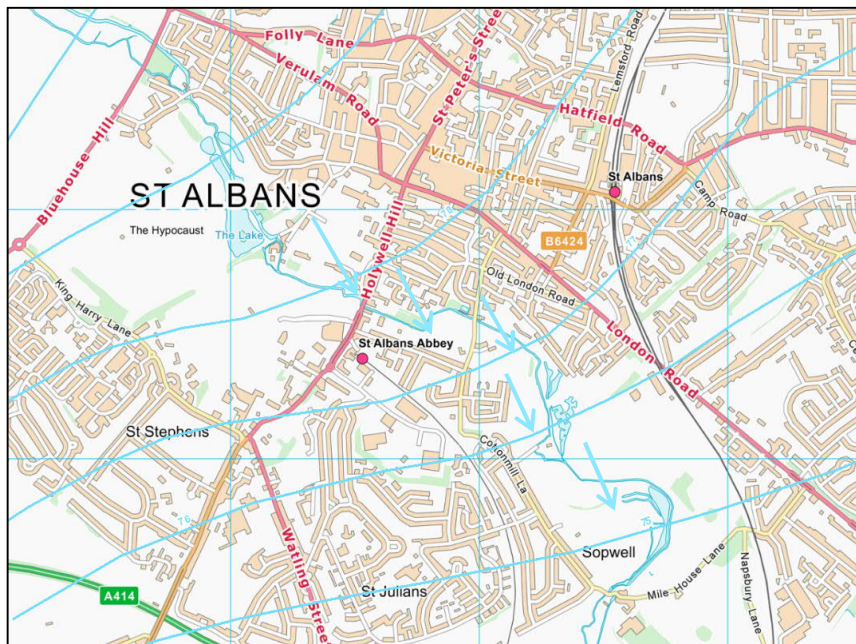 Folly Lane
Verulam Road
St Peter's Street
Lemsford Road
Hatfield Road
Bluehouse Hill
Victoria Street
St Albans
Camp Road
ST ALBANS
The Hypocaust
The Lake
Holywell Hill
B6424
Old London Road
King Harry Lane
London Road
St Albans Abbey
St Stephens
Cottonmill La
76
75
Sopwell
Watling Street
St Julians
Mile House Lane
Napsbury Lane
A414